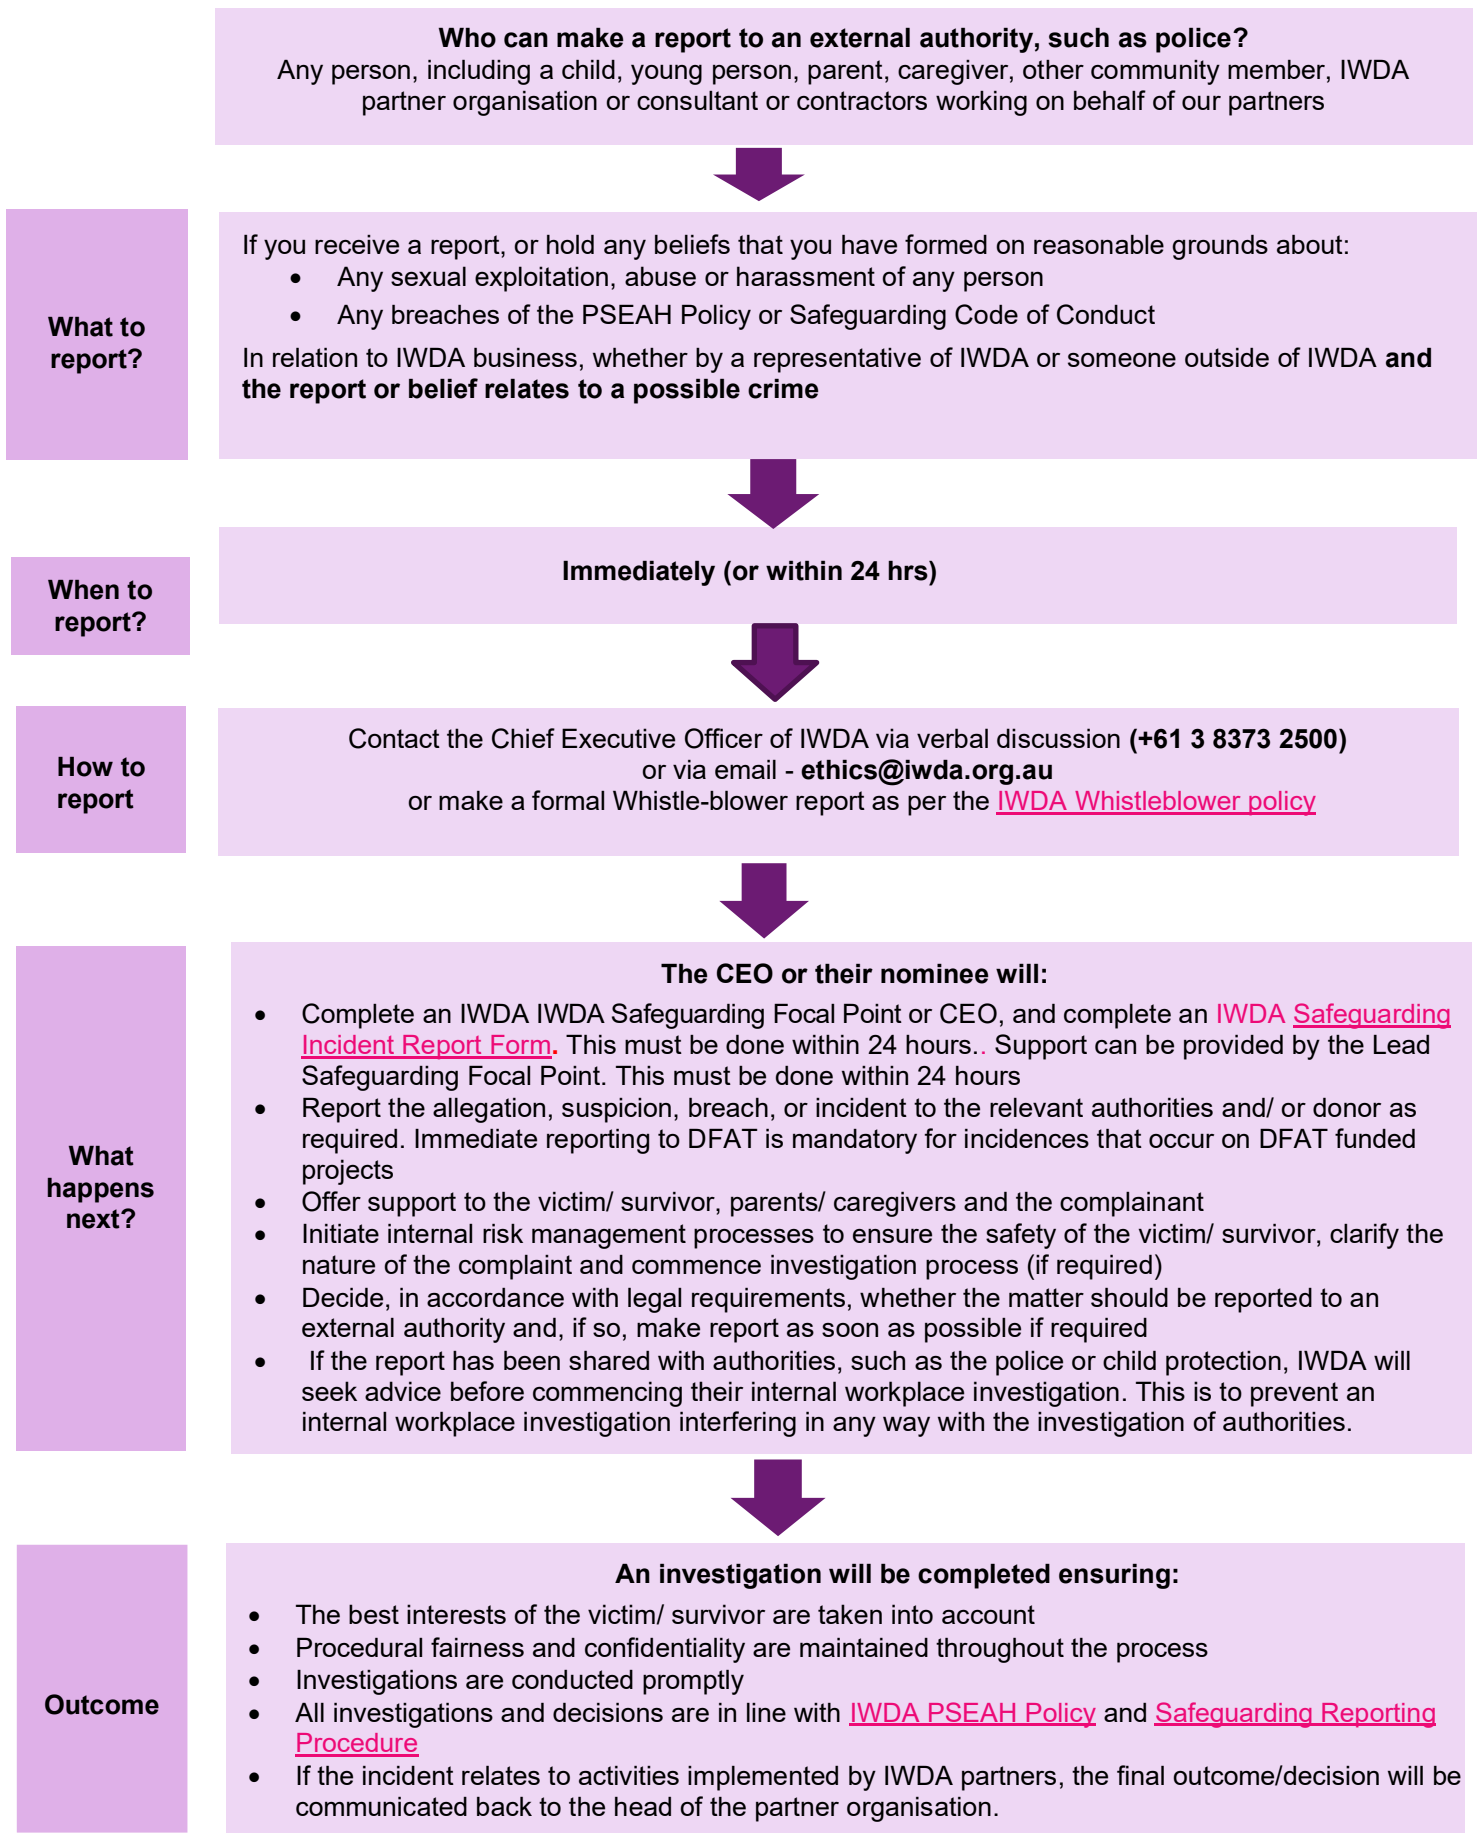 Who can make a report to an external authority, such as police?
Any person, including a child, young person, parent, caregiver, other community member, IWDA
partner organisation or consultant or contractors working on behalf of our partners
What to
report?
If you receive a report, or hold any beliefs that you have formed on reasonable grounds about:
• Any sexual exploitation, abuse or harassment of any person
• Any breaches of the PSEAH Policy or Safeguarding Code of Conduct
In relation to IWDA business, whether by a representative of IWDA or someone outside of IWDA and
the report or belief relates to a possible crime
When to
report?
Immediately (or within 24 hrs)
How to
report
Contact the Chief Executive Officer of IWDA via verbal discussion (+61 3 8373 2500)
or via email - ethics@iwda.org.au
or make a formal Whistle-blower report as per the IWDA Whistleblower policy
What
happens
next?
The CEO or their nominee will:
• Complete an IWDA IWDA Safeguarding Focal Point or CEO, and complete an IWDA Safeguarding
Incident Report Form. This must be done within 24 hours.. Support can be provided by the Lead
Safeguarding Focal Point. This must be done within 24 hours
• Report the allegation, suspicion, breach, or incident to the relevant authorities and/ or donor as
required. Immediate reporting to DFAT is mandatory for incidences that occur on DFAT funded
projects
• Offer support to the victim/ survivor, parents/ caregivers and the complainant
• Initiate internal risk management processes to ensure the safety of the victim/ survivor, clarify the
nature of the complaint and commence investigation process (if required)
• Decide, in accordance with legal requirements, whether the matter should be reported to an
external authority and, if so, make report as soon as possible if required
• If the report has been shared with authorities, such as the police or child protection, IWDA will
seek advice before commencing their internal workplace investigation. This is to prevent an
internal workplace investigation interfering in any way with the investigation of authorities.
Outcome
An investigation will be completed ensuring:
• The best interests of the victim/ survivor are taken into account
• Procedural fairness and confidentiality are maintained throughout the process
• Investigations are conducted promptly
• All investigations and decisions are in line with IWDA PSEAH Policy and Safeguarding Reporting
Procedure
• If the incident relates to activities implemented by IWDA partners, the final outcome/decision will be
communicated back to the head of the partner organisation.